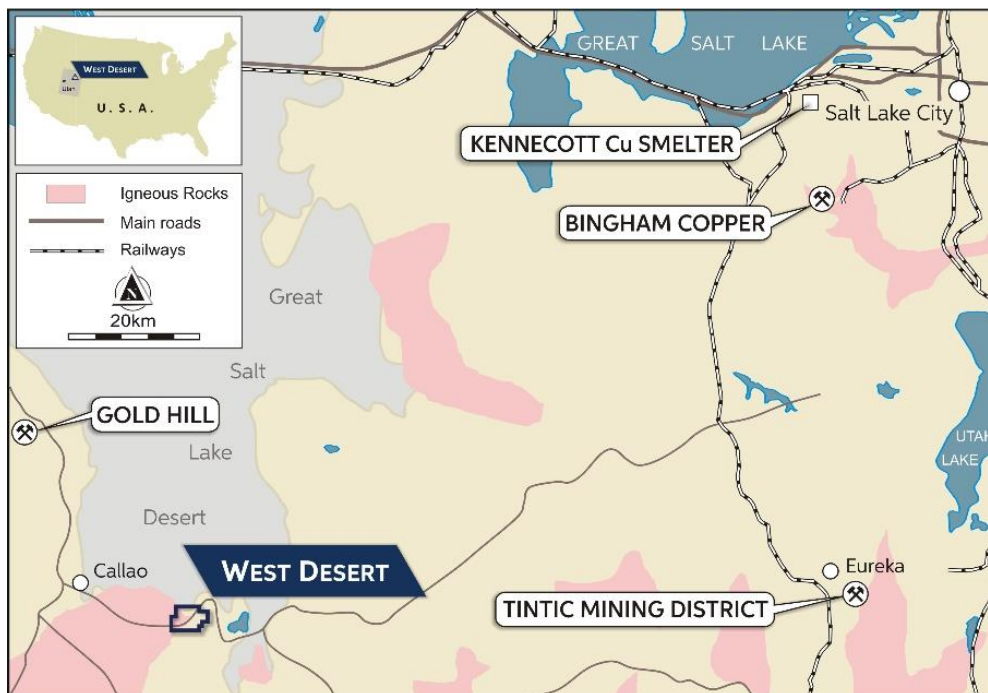 WEST DESERT
Utah
U. S. A.
Igneous Rocks
Main roads
Railways
N
20km
GREAT SALT LAKE
Salt Lake City
KENNECOTT Cu SMELTER
BINGHAM COPPER
Great
Salt
Lake
Desert
GOLD HILL
UTAH
LAKE
Callao
WEST DESERT
Eureka
TINTIC MINING DISTRICT